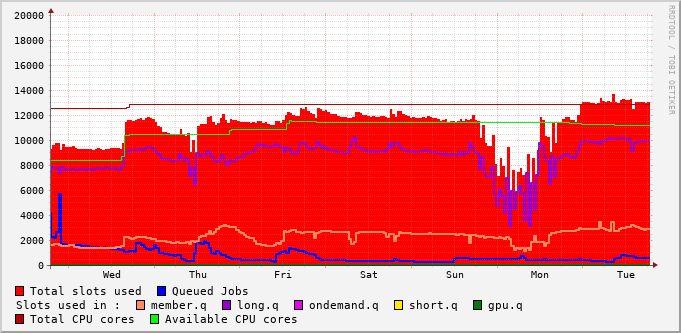 20000
18000
16000
14000
12000
10000
8000
6000
4000
2000
0
Wed Thu Fri Sat Sun Mon Tue
RRDTOOL / TOBI OETIKER
Total slots used Queued Jobs
Slots used in : member.q long.q ondemand.q short.q gpu.q
Total CPU cores Available CPU cores